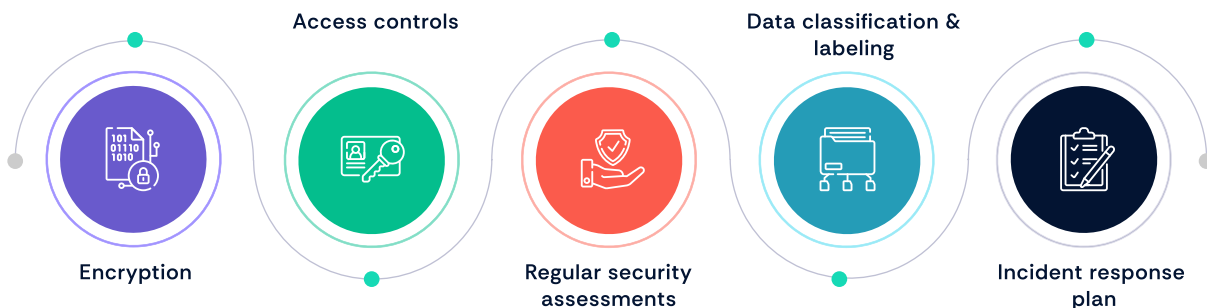 Access controls
Data classification &
labeling
101
01110
1010
Encryption
Regular security
assessments
Incident response
plan